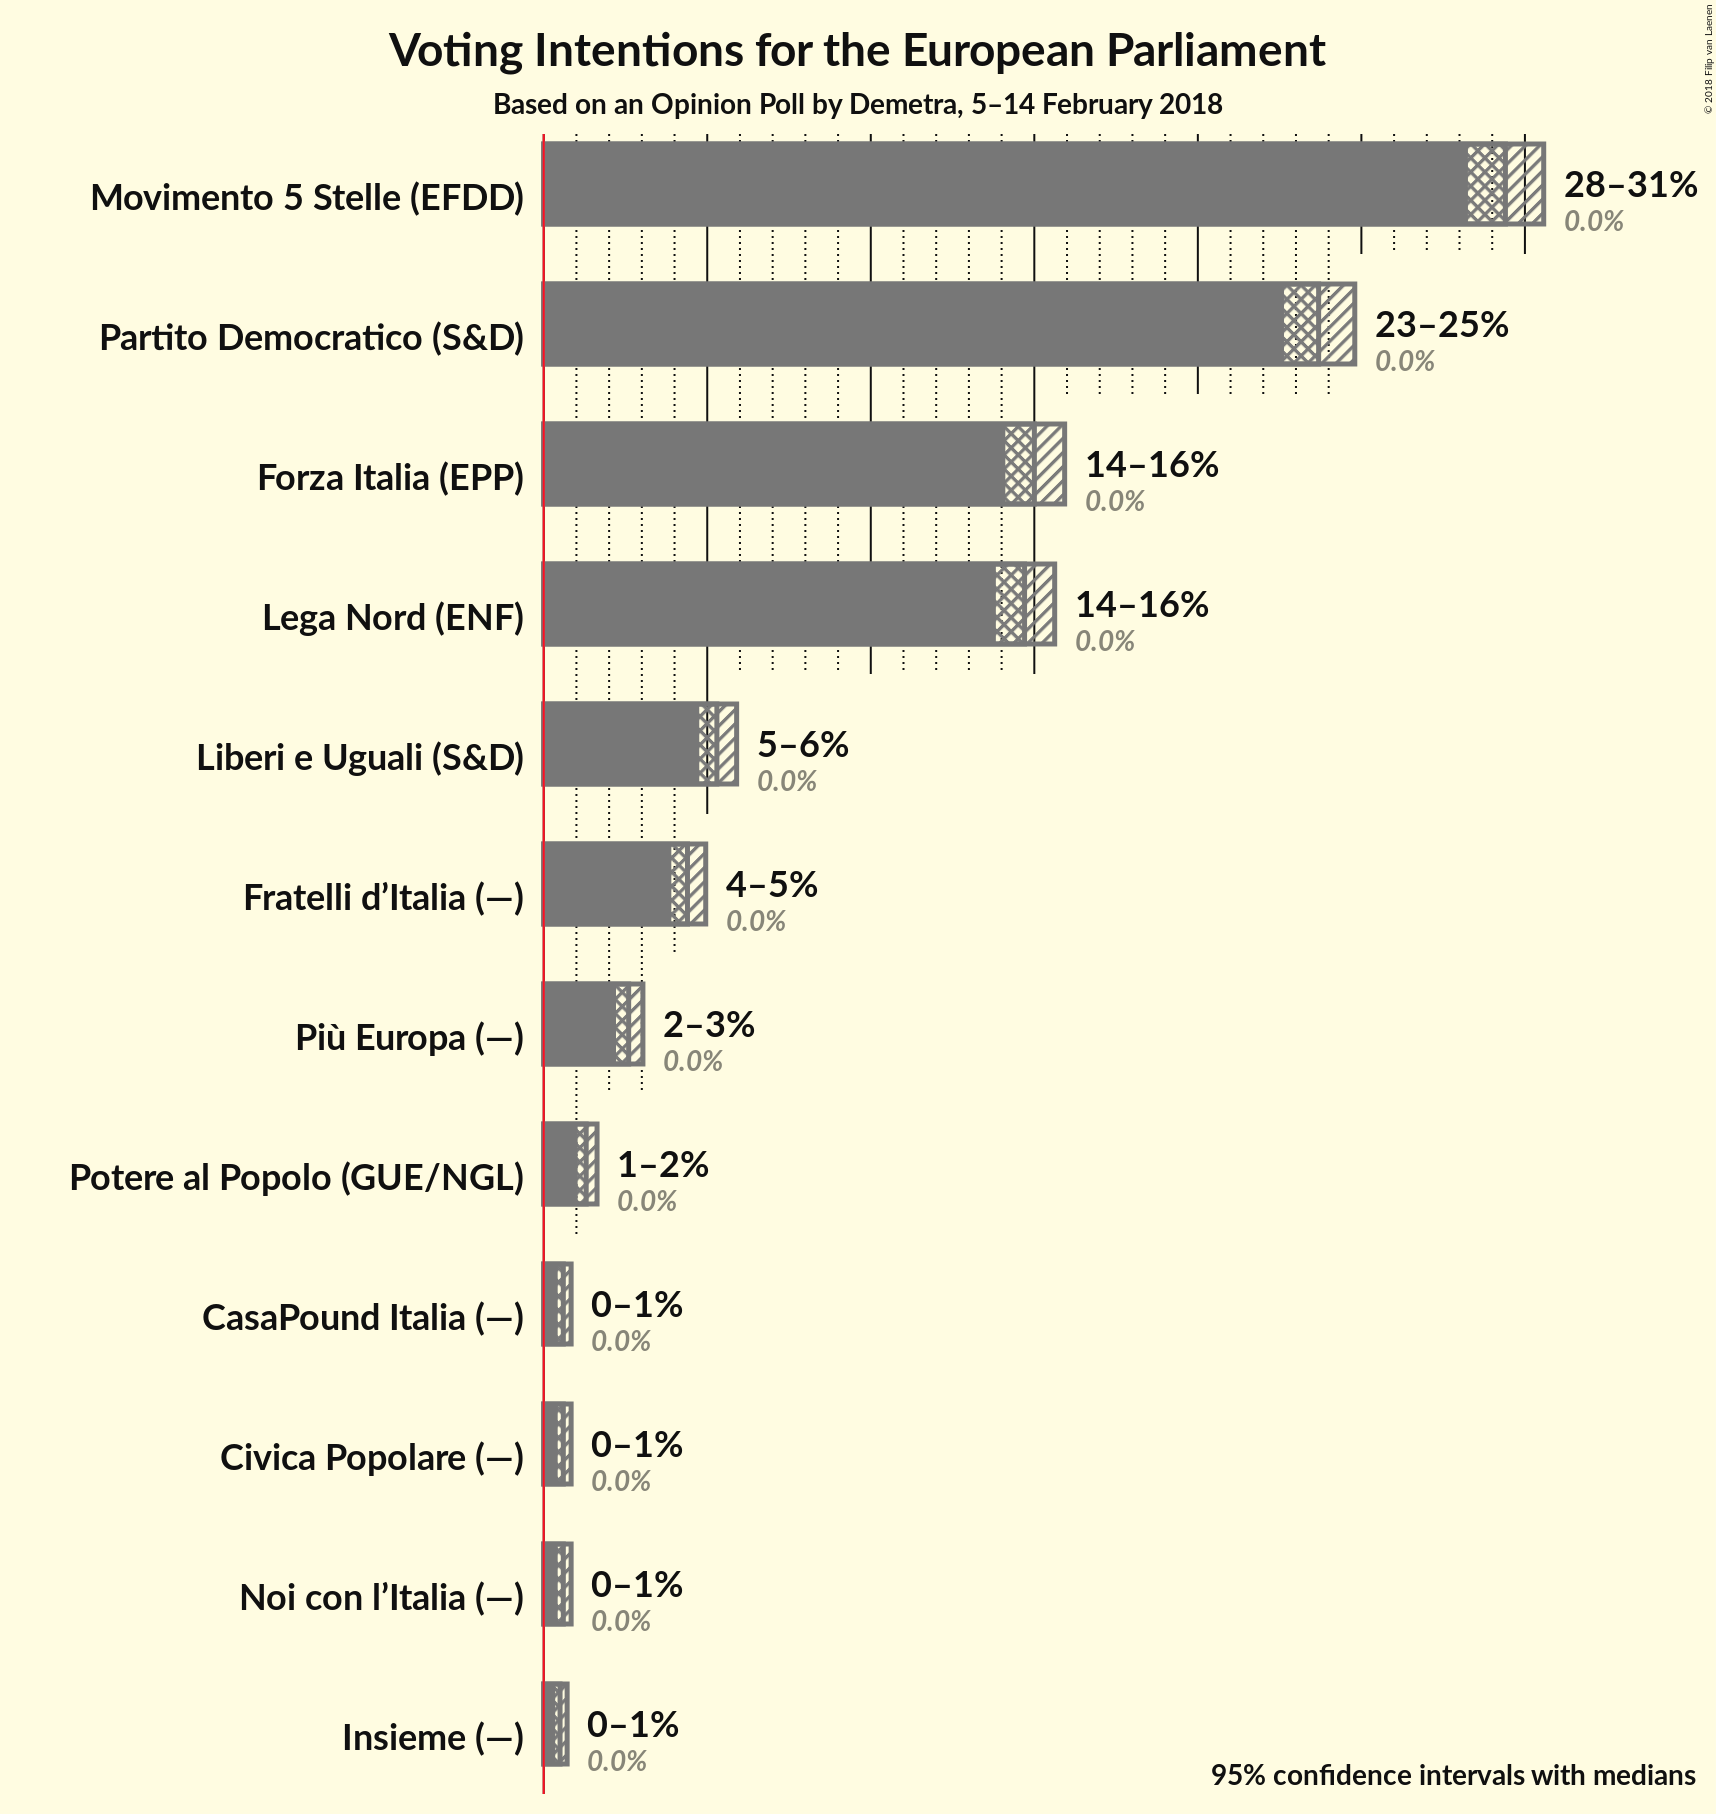 Voting Intentions for the European Parliament
Based on an Opinion Poll by Demetra, 5–14 February 2018
© 2018 Filip van Laenen
Movimento 5 Stelle (EFDD)
28–31%
0.0%
Partito Democratico (S&D)
23–25%
0.0%
Forza Italia (EPP)
14–16%
0.0%
Lega Nord (ENF)
14–16%
0.0%
Liberi e Uguali (S&D)
5–6%
0.0%
Fratelli d’Italia (—)
4–5%
0.0%
Più Europa (—)
2–3%
0.0%
Potere al Popolo (GUE/NGL)
1–2%
0.0%
CasaPound Italia (—)
0–1%
0.0%
Civica Popolare (—)
0–1%
0.0%
Noi con l’Italia (—)
0–1%
0.0%
Insieme (—)
0–1%
0.0%
95% confidence intervals with medians